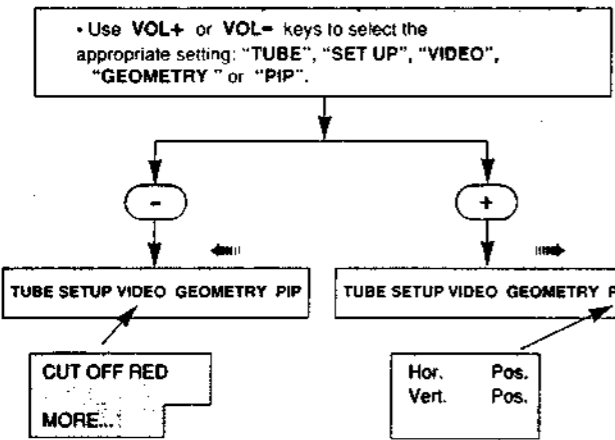 • Use VOL+ or VOL- keys to select the
appropriate setting: “TUBE”, “SET UP”, “VIDEO”,
“GEOMETRY ” or “PIP”.
-
+
TUBE SETUP VIDEO GEOMETRY PIP
TUBE SETUP VIDEO GEOMETRY P
CUT OFF RED
MORE...
Hor. Pos.
Vert. Pos.